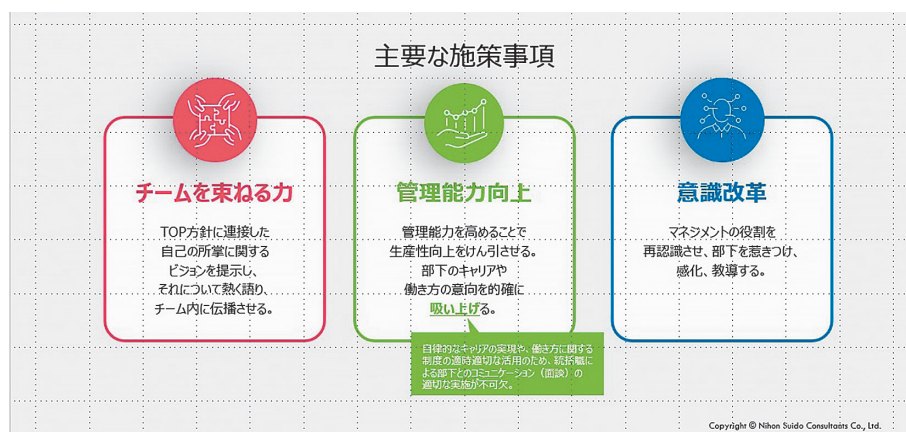 主要な施策事項
チームを束ねる力
TOP方針に連接した
自己の所掌に関する
ビジョンを提示し、
それについて熱く語り、
チーム内に伝播させる。
管理能力向上
管理能力を高めることで
生産性向上をけん引させる。
部下のキャリアや
働き方の意向を的確に
吸い上げる。
自律的なキャリアの実現や、働き方に関する
制度の適時適切な活用のため、統括職に
よる部下とのコミュニケーション（面談）の
適切な実施が不可欠。
意識改革
マネジメントの役割を
再認識させ、部下を惹きつけ、
感化、教導する。
Copyright © Nihon Suido Consultants Co., Ltd.